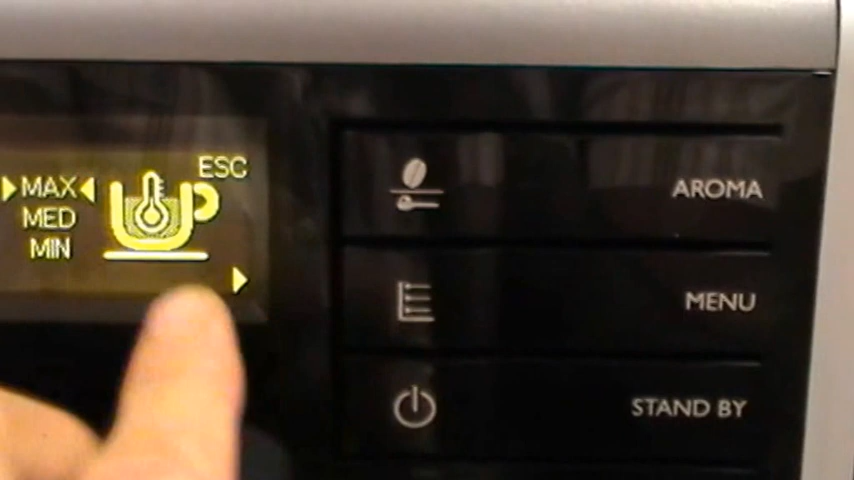 ESC
MAX
MED
MIN
AROMA
MENU
STAND BY